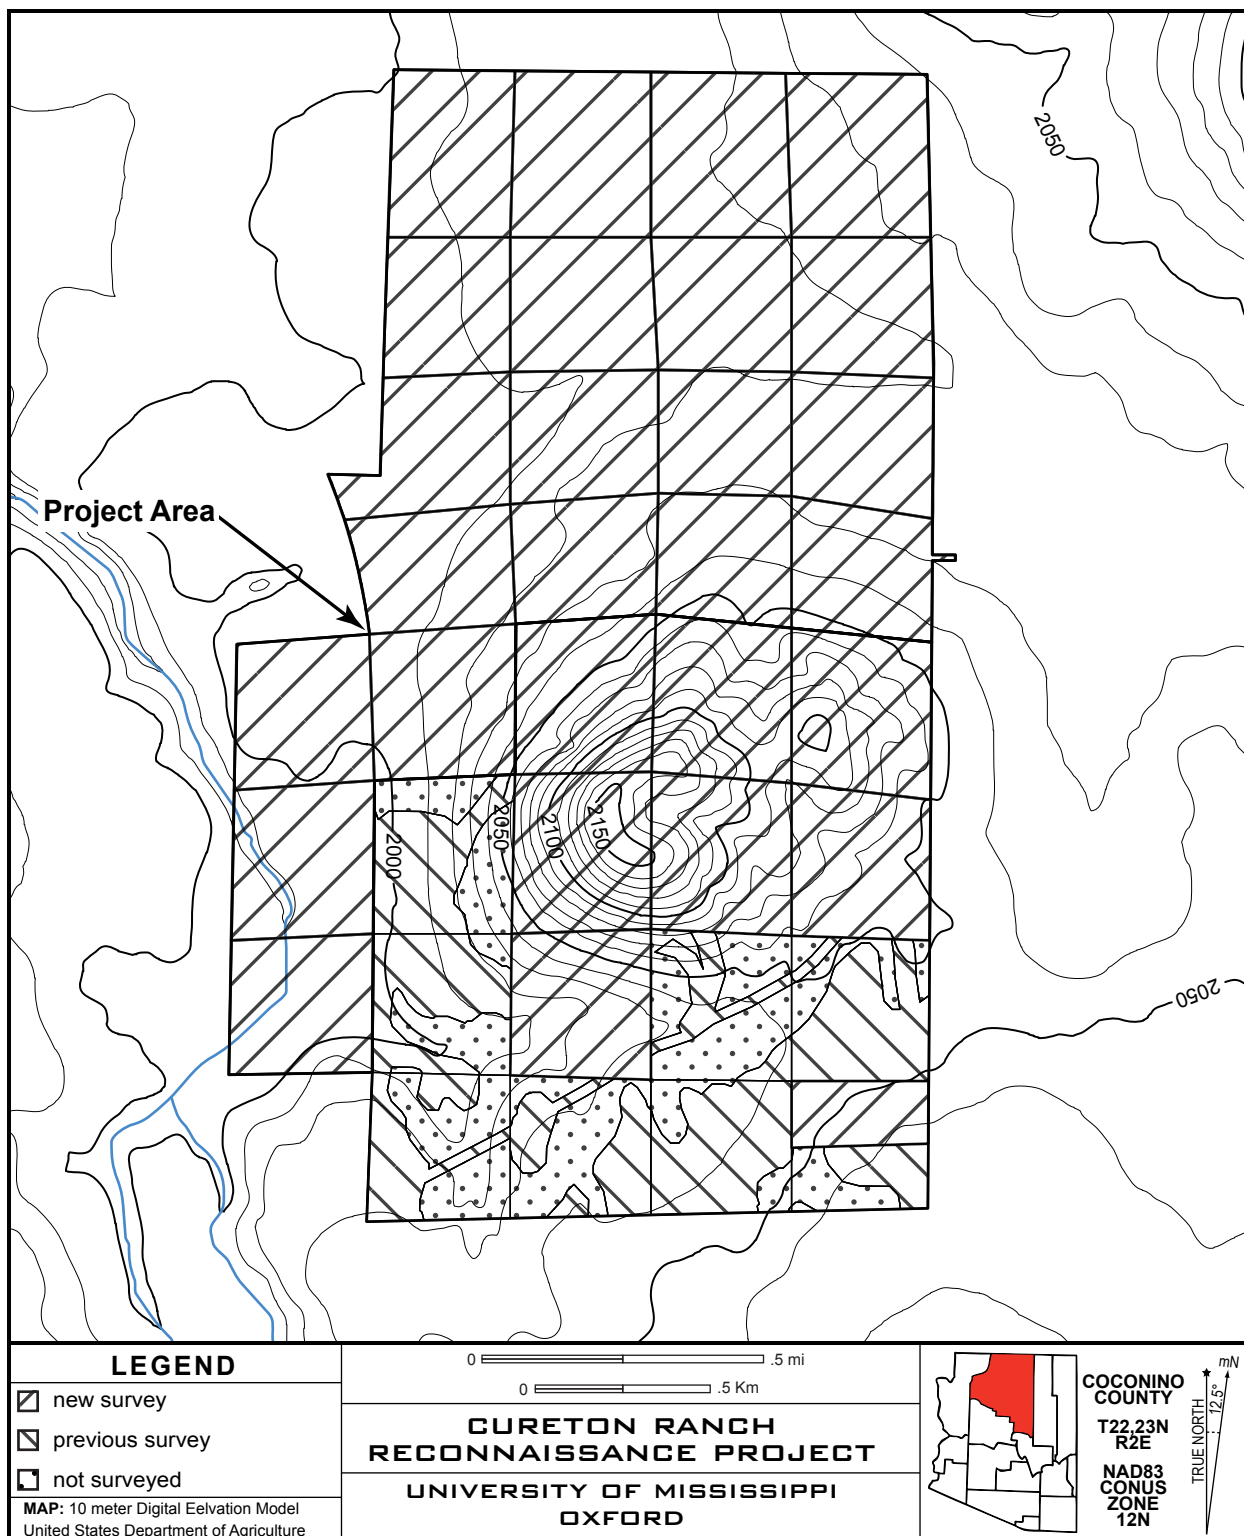 2050
Project Area
2050
2100
2150
2000
2050
LEGEND
new survey
previous survey
not surveyed
MAP: 10 meter Digital Eelvation Model
United States Department of Agriculture
0 .5 mi
0 .5 Km
CURETON RANCH
RECONNAISSANCE PROJECT
UNIVERSITY OF MISSISSIPPI
OXFORD
COCONINO
COUNTY
T22,23N
R2E
NAD83
CONUS
ZONE
12N
TRUE NORTH
mN
12.5°